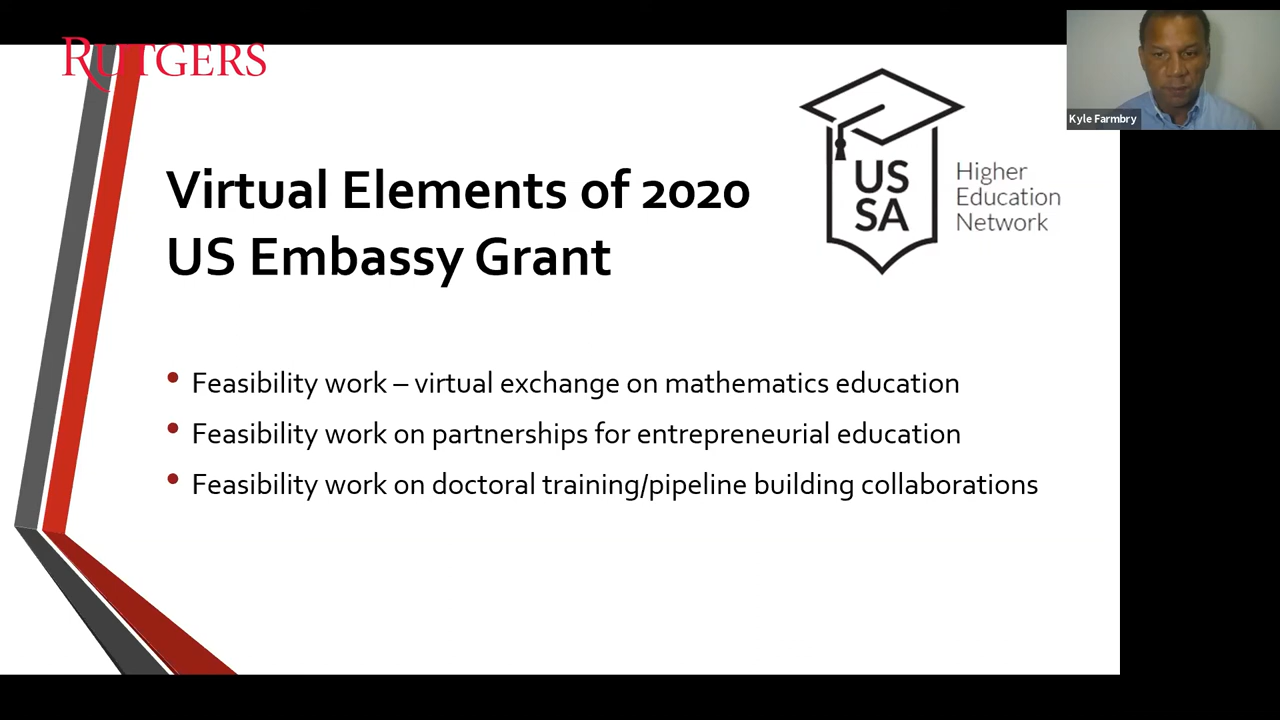 RUTGERS
Kyle Farmbry
US
SA
Higher
Education
Network
Virtual Elements of 2020
US Embassy Grant
• Feasibility work – virtual exchange on mathematics education
• Feasibility work on partnerships for entrepreneurial education
• Feasibility work on doctoral training/pipeline building collaborations